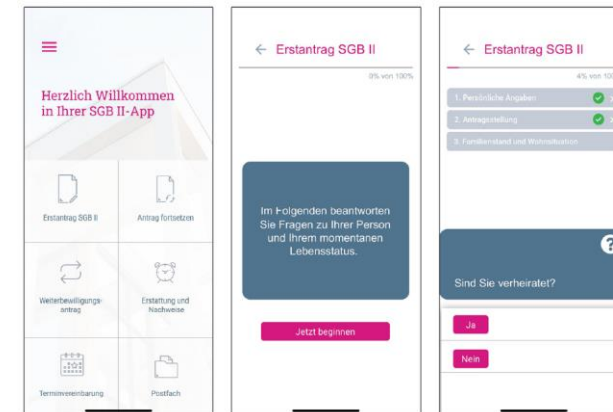 Herzlich Willkommen
in Ihrer SGB II-App
Erstantrag SGB II
Antrag fortsetzen
Weiterbewilligungs-
antrag
Erstattung und
Nachweise
Terminvereinbarung
Postfach
← Erstantrag SGB II
0% von 100%
Im Folgenden beantworten
Sie Fragen zu Ihrer Person
und Ihrem momentanen
Lebensstatus.
Jetzt beginnen
← Erstantrag SGB II
4% von 100
1. Persönliche Angaben
2. Antragstellung
3. Familienstand und Wohnsituation
?
Sind Sie verheiratet?
Ja
Nein